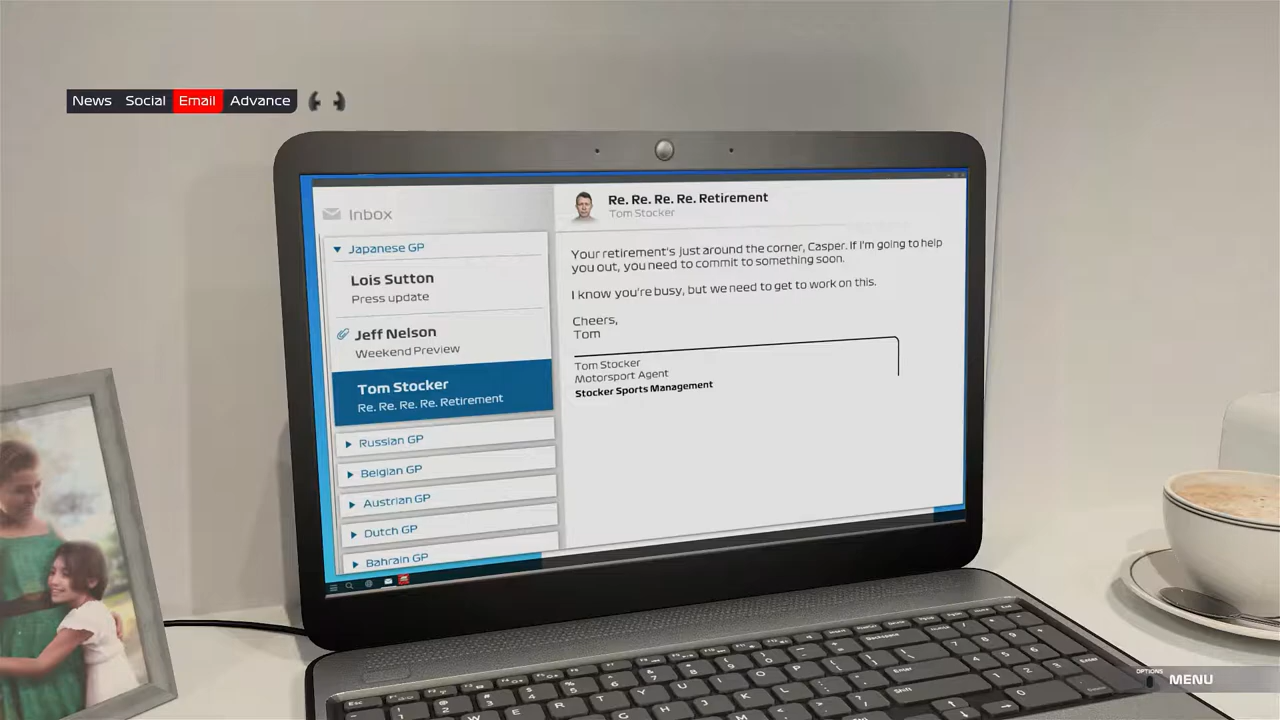 News Social Email Advance
Inbox
Japanese GP
Lois Sutton
Press update
Jeff Nelson
Weekend Preview
Tom Stocker
Re. Re. Re. Re. Retirement
Russian GP
Belgian GP
Austrian GP
Dutch GP
Bahrain GP
Re. Re. Re. Re. Retirement
Tom Stocker
Your retirement's just around the corner, Casper. If I'm going to help
you out, you need to commit to something soon.
I know you're busy, but we need to get to work on this.
Cheers,
Tom
Tom Stocker
Motorsport Agent
Stocker Sports Management
OPTIONS
MENU